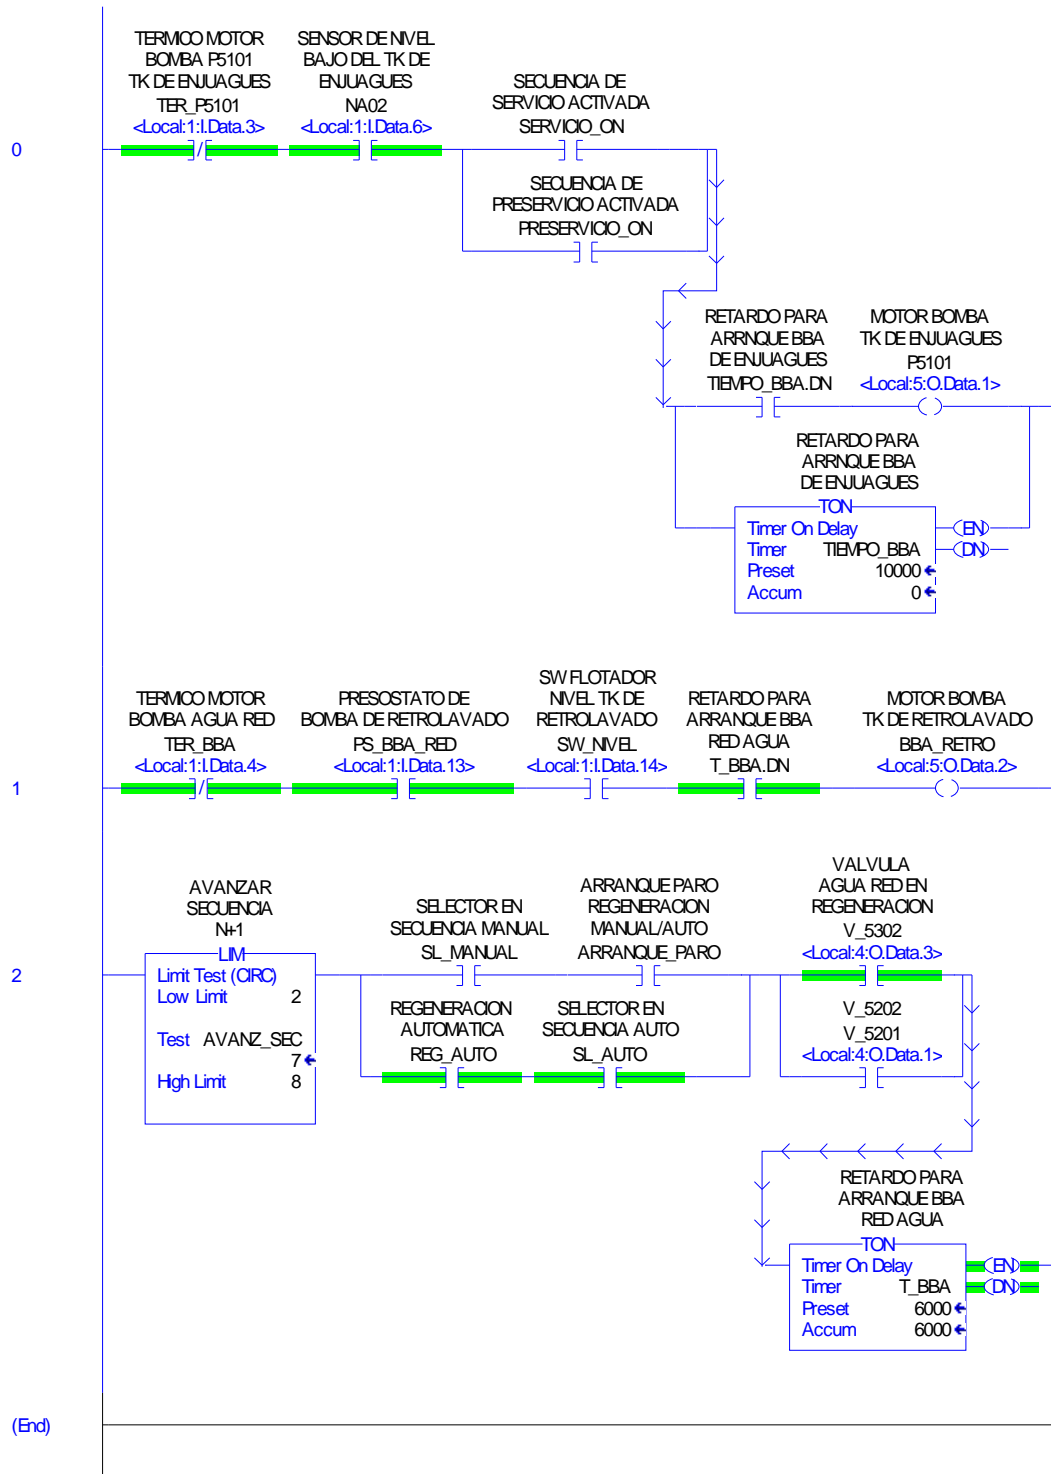 TERMICO MOTOR
BOMBA P5101
TK DE ENJUAGUES
TER_P5101
<Local:1:I.Data.3>
SENSOR DE NIVEL
BAJO DEL TK DE
ENJUAGUES
NA02
<Local:1:I.Data.6>
SECUENCIA DE
SERVICIO ACTIVADA
SERVICIO_ON
0
SECUENCIA DE
PRESERVICIO ACTIVADA
PRESERVICIO_ON
RETARDO PARA
ARRNQUE BBA
DE ENJUAGUES
TIEMPO_BBA.DN
MOTOR BOMBA
TK DE ENJUAGUES
P5101
<Local:5:O.Data.1>
RETARDO PARA
ARRNQUE BBA
DE ENJUAGUES
TON
Timer On Delay
Timer TIEMPO_BBA
Preset 10000
Accum 0
EN
DN
TERMICO MOTOR
BOMBA AGUA RED
TER_BBA
<Local:1:I.Data.4>
PRESOSTATO DE
BOMBA DE RETROLAVADO
PS_BBA_RED
<Local:1:I.Data.13>
SW FLOTADOR
NIVEL TK DE
RETROLAVADO
SW_NIVEL
<Local:1:I.Data.14>
RETARDO PARA
ARRANQUE BBA
RED AGUA
T_BBA.DN
MOTOR BOMBA
TK DE RETROLAVADO
BBA_RETRO
<Local:5:O.Data.2>
1
AVANZAR
SECUENCIA
N+1
LIM
Limit Test (CIRC)
Low Limit 2
Test AVANZ_SEC
7
High Limit 8
SELECTOR EN
SECUENCIA MANUAL
SL_MANUAL
ARRANQUE PARO
REGENERACION
MANUAL/AUTO
ARRANQUE_PARO
VALVULA
AGUA RED EN
REGENERACION
V_5302
<Local:4:O.Data.3>
2
REGENERACION
AUTOMATICA
REG_AUTO
SELECTOR EN
SECUENCIA AUTO
SL_AUTO
V_5202
V_5201
<Local:4:O.Data.1>
RETARDO PARA
ARRANQUE BBA
RED AGUA
TON
Timer On Delay
Timer T_BBA
Preset 6000
Accum 6000
EN
DN
(End)